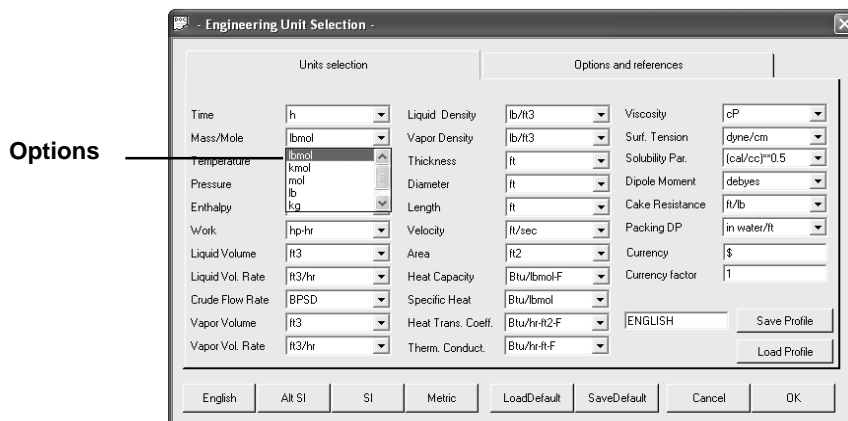 - Engineering Unit Selection -
Units selection
Options and references
Options
Time h
Mass/Mole lbmol
lbmol
kmol
mol
lb
kg
Temperature
Pressure
Enthalpy
Work hp-hr
Liquid Volume ft3
Liquid Vol. Rate ft3/hr
Crude Flow Rate BPSD
Vapor Volume ft3
Vapor Vol. Rate ft3/hr
Liquid Density lb/ft3
Vapor Density lb/ft3
Thickness ft
Diameter ft
Length ft
Velocity ft/sec
Area ft2
Heat Capacity Btu/lbmol-F
Specific Heat Btu/lbmol
Heat Trans. Coeff. Btu/hr-ft2-F
Therm. Conduct. Btu/hr-ft-F
Viscosity cP
Surf. Tension dyne/cm
Solubility Par. (cal/cc)**0.5
Dipole Moment debyes
Cake Resistance ft/lb
Packing DP in water/ft
Currency $
Currency factor 1
ENGLISH
Save Profile
Load Profile
English
Alt SI
SI
Metric
LoadDefault
SaveDefault
Cancel
OK